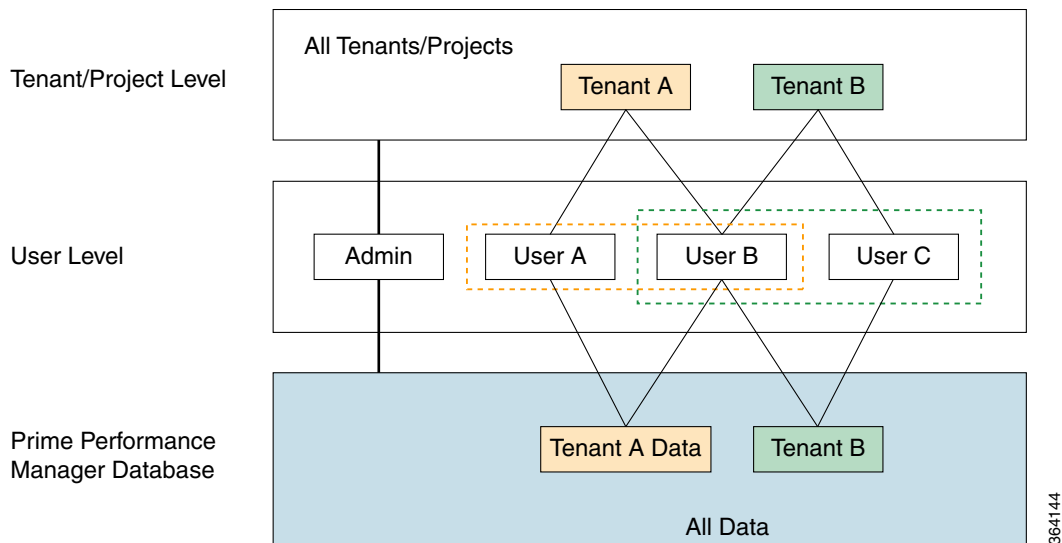 All Tenants/Projects
Tenant/Project Level
Tenant A
Tenant B
User Level
Admin
User A
User B
User C
Prime Performance
Manager Database
Tenant A Data
Tenant B
All Data
364144